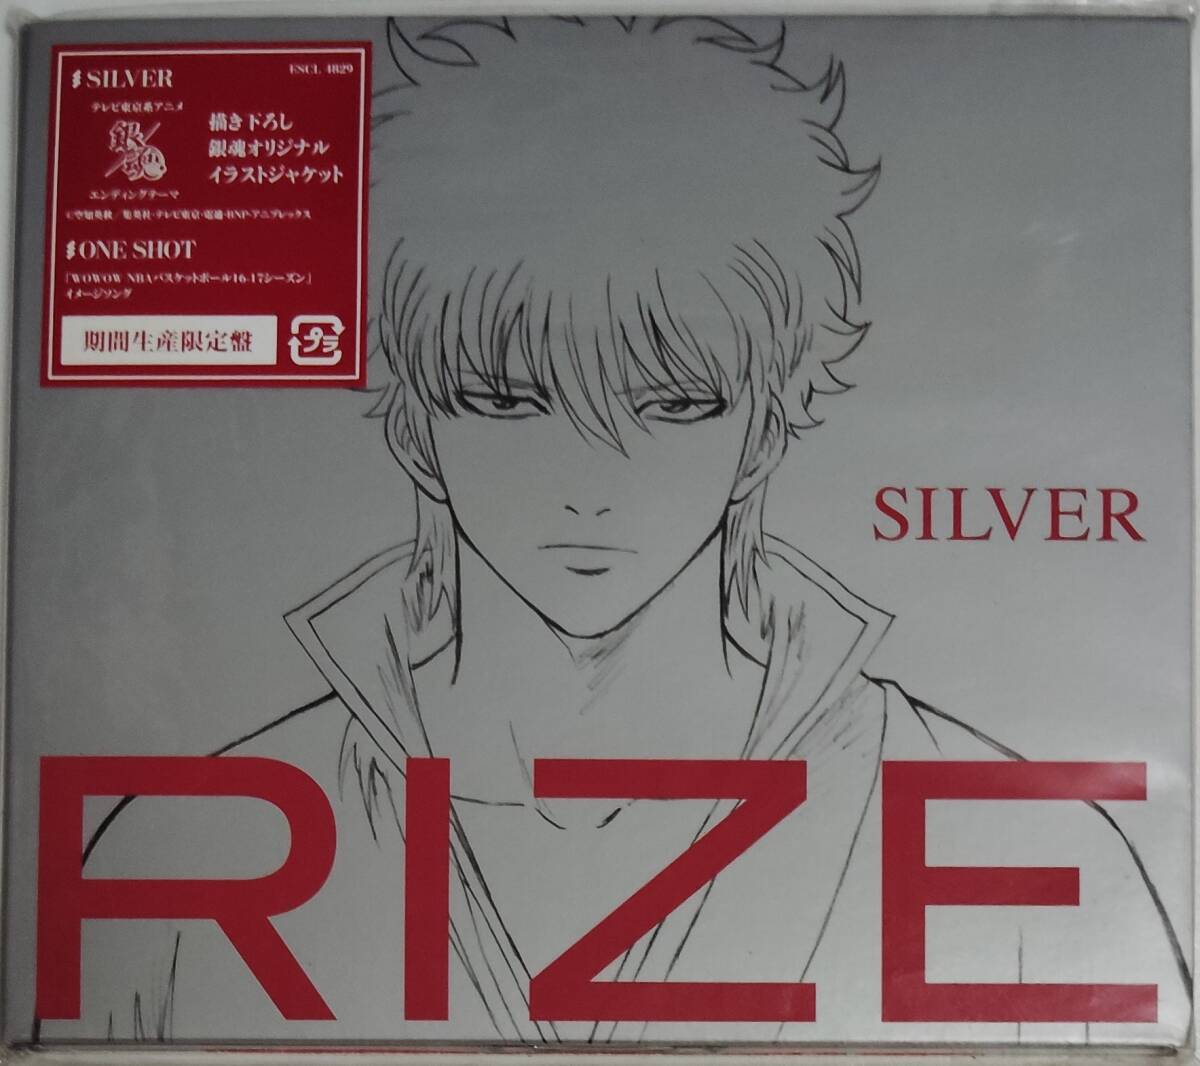 SILVER
ESCL 4829
テレビ東京系アニメ
銀魂
エンディングテーマ
描き下ろし
銀魂オリジナル
イラストジャケット
©空知英秋/集英社・テレビ東京・電通・BNP・アニプレックス
ONE SHOT
「WOWOW NBAバスケットボール16-17シーズン」
イメージソング
期間生産限定盤
プラ
SILVER
RIZE